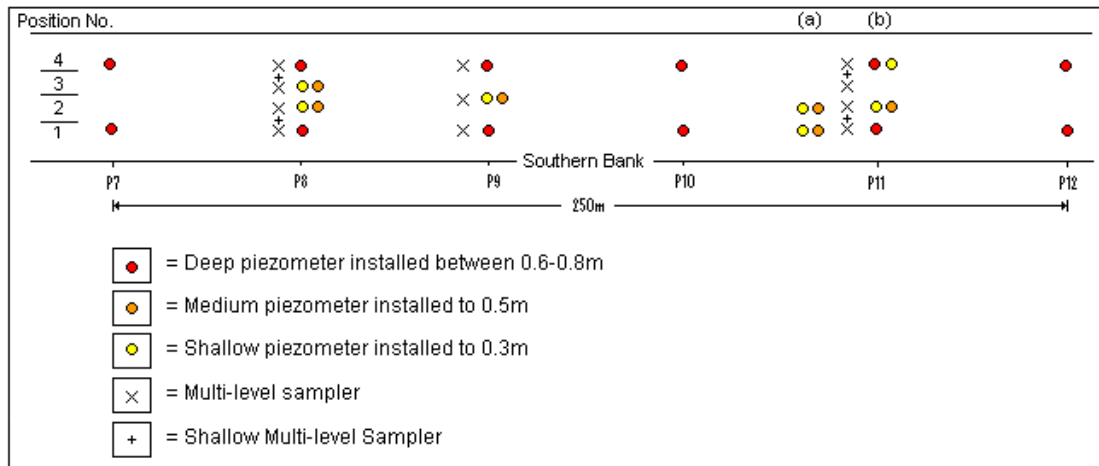 Position No. (a) (b)
4
3
2
1
Southern Bank
P7 P8 P9 P10 P11 P12
250m
= Deep piezometer installed between 0.6-0.8m
= Medium piezometer installed to 0.5m
= Shallow piezometer installed to 0.3m
= Multi-level sampler
= Shallow Multi-level Sampler